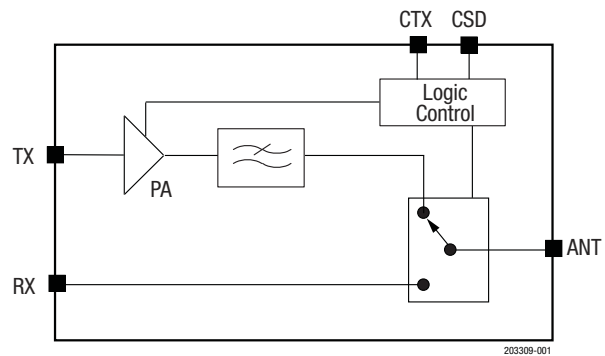 CTX CSD
Logic
Control
TX
PA
ANT
RX
203309-001